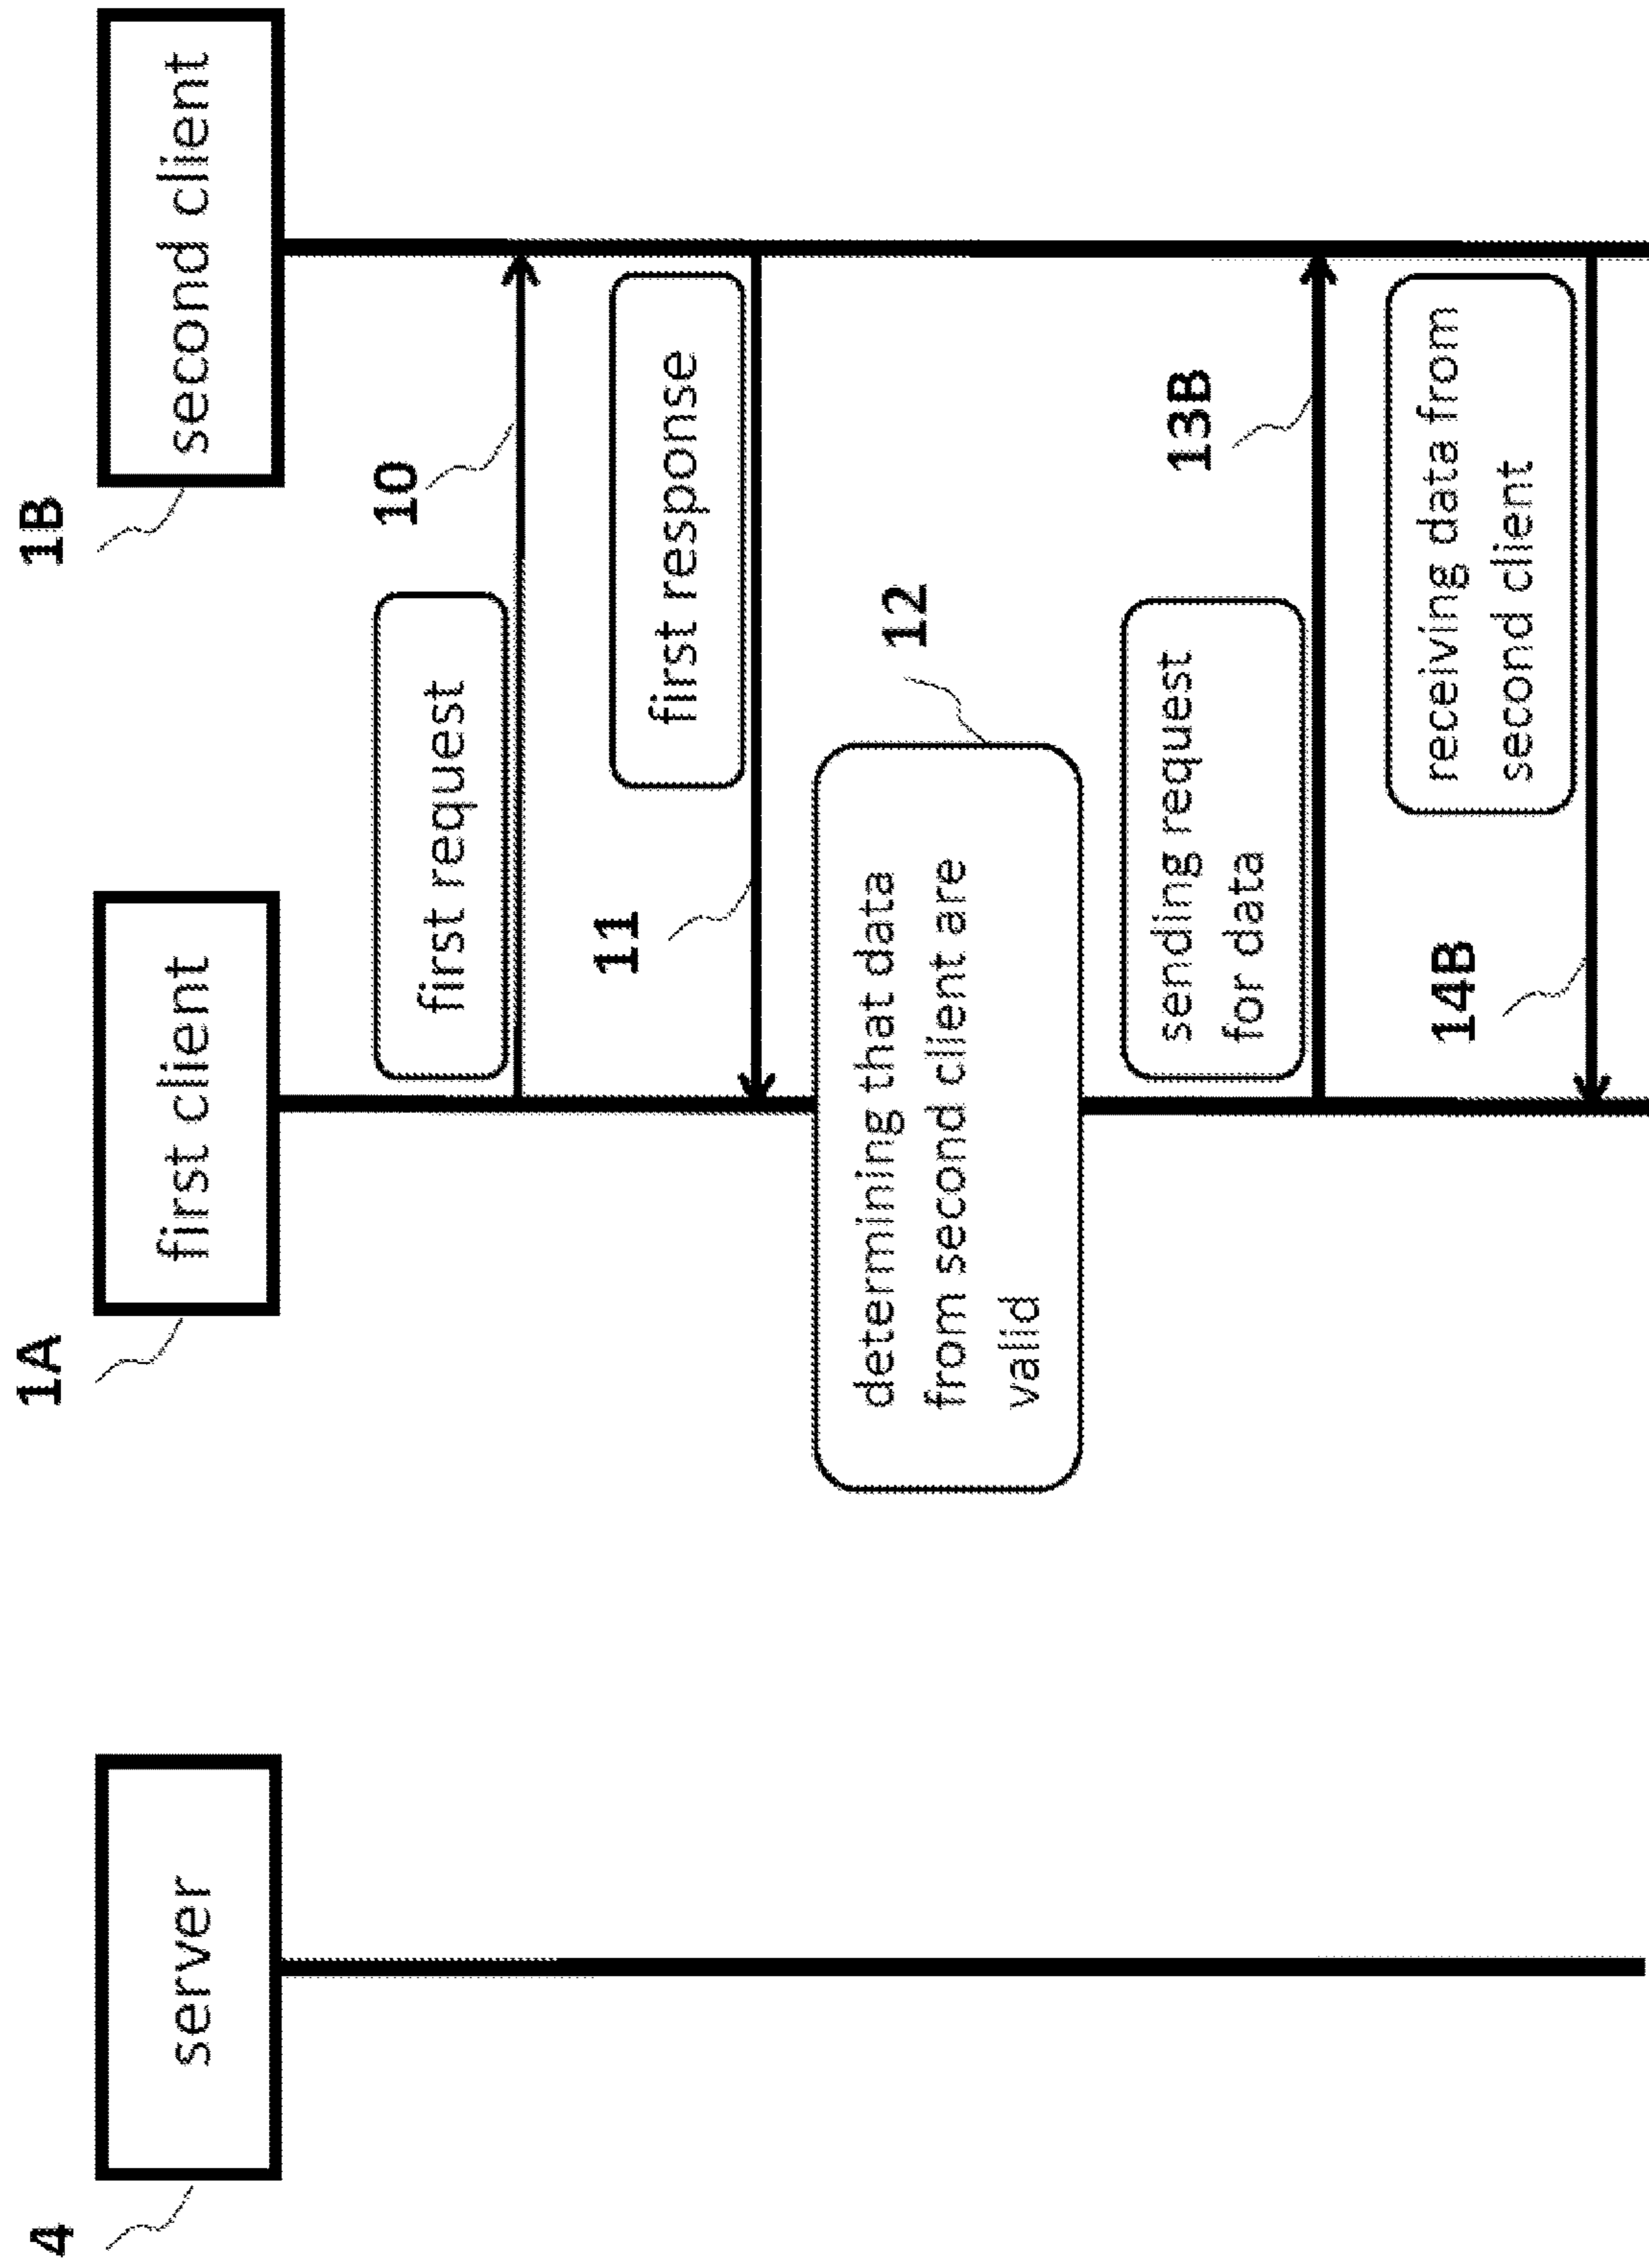 4
server
1A
first client
1B
second client
first request
10
11
first response
12
determining that data
from second client are
valid
sending request
for data
13B
14B
receiving data from
second client